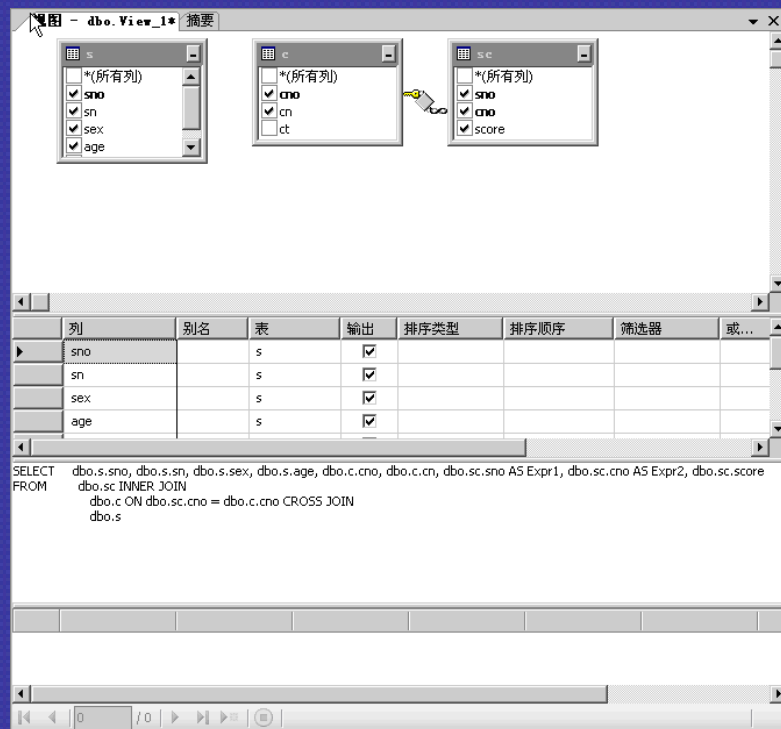 视图 - dbo.View_1* 摘要
s
*(所有列)
sno
sn
sex
age
c
*(所有列)
cno
cn
ct
sc
*(所有列)
sno
cno
score
列 别名 表 输出 排序类型 排序顺序 筛选器 或...
sno s
sn s
sex s
age s
SELECT dbo.s.sno, dbo.s.sn, dbo.s.sex, dbo.s.age, dbo.c.cno, dbo.c.cn, dbo.sc.sno AS Expr1, dbo.sc.cno AS Expr2, dbo.sc.score
FROM dbo.sc INNER JOIN
dbo.c ON dbo.sc.cno = dbo.c.cno CROSS JOIN
dbo.s
0 / 0